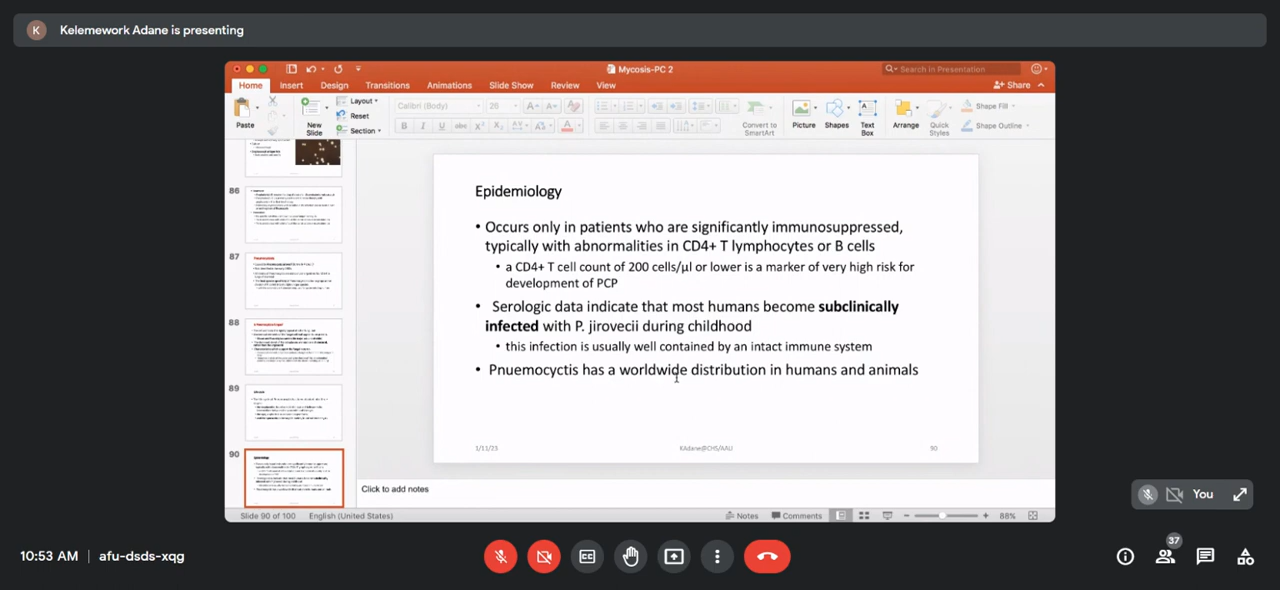 K Kelemework Adane is presenting
Mycosis-PC 2
Search in Presentation
Home Insert Design Transitions Animations Slide Show Review View Share
Paste
New Slide
Layout
Reset
Section
Calibri (Body) 26
Convert to SmartArt
Picture Shapes Text Box Arrange Quick Styles
Shape Fill
Shape Outline
86
87
88
89
90
Epidemiology
• Occurs only in patients who are significantly immunosuppressed,
typically with abnormalities in CD4+ T lymphocytes or B cells
• a CD4+ T cell count of 200 cells/µl or lower is a marker of very high risk for
development of PCP
• Serologic data indicate that most humans become subclinically
infected with P. jirovecii during childhood
• this infection is usually well contained by an intact immune system
• Pnuemocyctis has a worldwide distribution in humans and animals
1/11/23 KAdane@CHS/AAU 90
Click to add notes
Slide 90 of 100 English (United States) Notes Comments 88%
You
10:53 AM | afu-dsds-xqg
CC
37